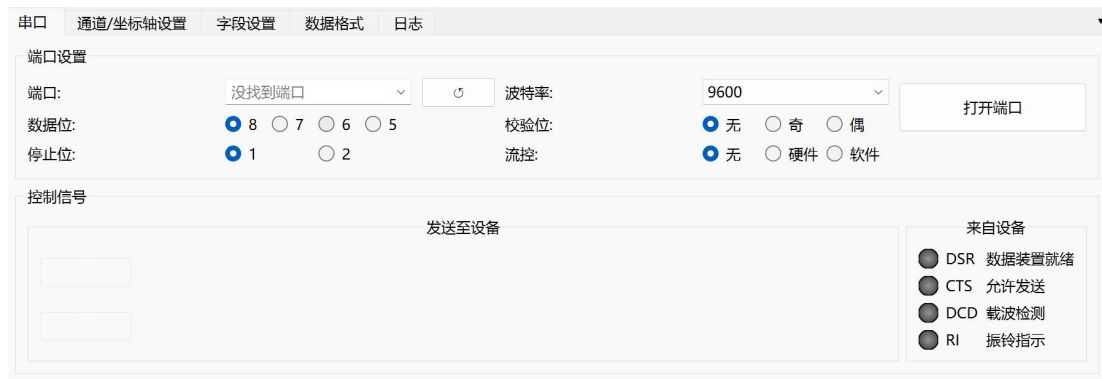 串口 通道/坐标轴设置 字段设置 数据格式 日志
端口设置
端口: 没找到端口 波特率: 9600 打开端口
数据位: 8 7 6 5 校验位: 无 奇 偶
停止位: 1 2 流控: 无 硬件 软件
控制信号
发送至设备 来自设备
DSR 数据装置就绪
CTS 允许发送
DCD 载波检测
RI 振铃指示